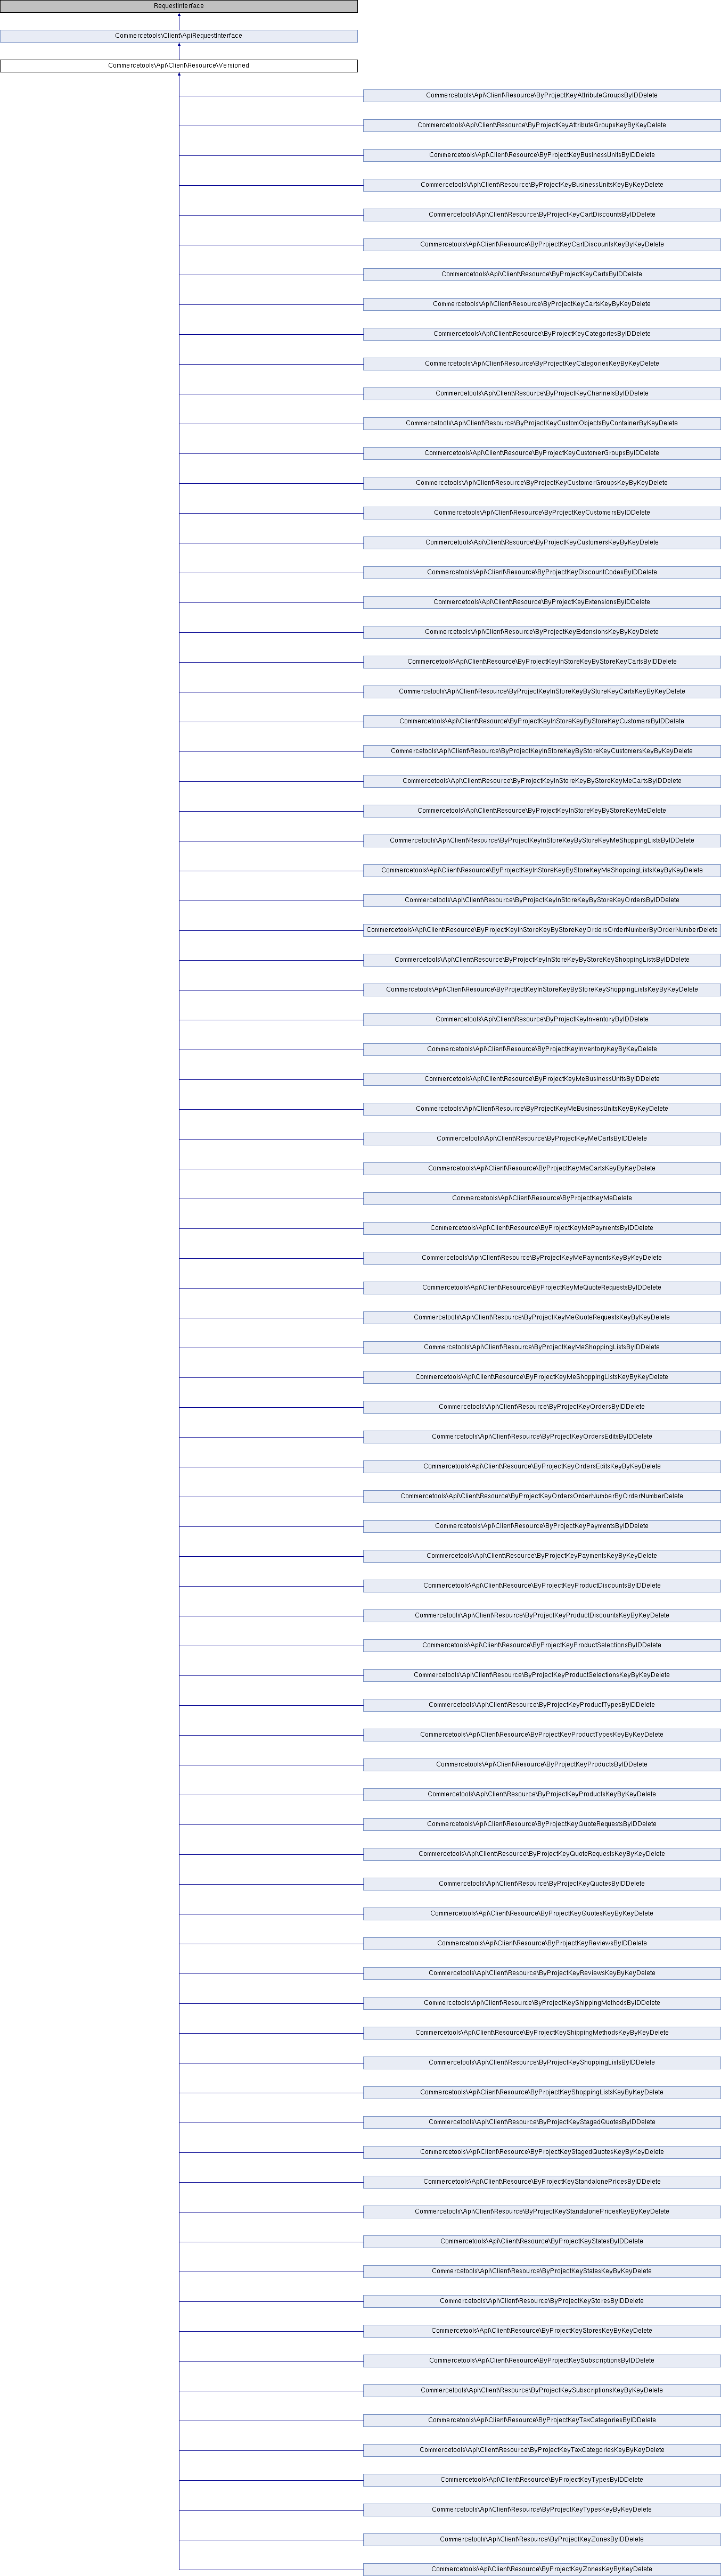 RequestInterface
Commercetools\Client\ApiRequestInterface
Commercetools\Api\Client\Resource\Versioned
Commercetools\Api\Client\Resource\ByProjectKeyAttributeGroupsByIDDelete
Commercetools\Api\Client\Resource\ByProjectKeyAttributeGroupsKeyByKeyDelete
Commercetools\Api\Client\Resource\ByProjectKeyBusinessUnitsByIDDelete
Commercetools\Api\Client\Resource\ByProjectKeyBusinessUnitsKeyByKeyDelete
Commercetools\Api\Client\Resource\ByProjectKeyCartDiscountsByIDDelete
Commercetools\Api\Client\Resource\ByProjectKeyCartDiscountsKeyByKeyDelete
Commercetools\Api\Client\Resource\ByProjectKeyCartsByIDDelete
Commercetools\Api\Client\Resource\ByProjectKeyCartsKeyByKeyDelete
Commercetools\Api\Client\Resource\ByProjectKeyCategoriesByIDDelete
Commercetools\Api\Client\Resource\ByProjectKeyCategoriesKeyByKeyDelete
Commercetools\Api\Client\Resource\ByProjectKeyChannelsByIDDelete
Commercetools\Api\Client\Resource\ByProjectKeyCustomObjectsByContainerByKeyDelete
Commercetools\Api\Client\Resource\ByProjectKeyCustomerGroupsByIDDelete
Commercetools\Api\Client\Resource\ByProjectKeyCustomerGroupsKeyByKeyDelete
Commercetools\Api\Client\Resource\ByProjectKeyCustomersByIDDelete
Commercetools\Api\Client\Resource\ByProjectKeyCustomersKeyByKeyDelete
Commercetools\Api\Client\Resource\ByProjectKeyDiscountCodesByIDDelete
Commercetools\Api\Client\Resource\ByProjectKeyExtensionsByIDDelete
Commercetools\Api\Client\Resource\ByProjectKeyExtensionsKeyByKeyDelete
Commercetools\Api\Client\Resource\ByProjectKeyInStoreKeyByStoreKeyCartsByIDDelete
Commercetools\Api\Client\Resource\ByProjectKeyInStoreKeyByStoreKeyCartsKeyByKeyDelete
Commercetools\Api\Client\Resource\ByProjectKeyInStoreKeyByStoreKeyCustomersByIDDelete
Commercetools\Api\Client\Resource\ByProjectKeyInStoreKeyByStoreKeyCustomersKeyByKeyDelete
Commercetools\Api\Client\Resource\ByProjectKeyInStoreKeyByStoreKeyMeCartsByIDDelete
Commercetools\Api\Client\Resource\ByProjectKeyInStoreKeyByStoreKeyMeDelete
Commercetools\Api\Client\Resource\ByProjectKeyInStoreKeyByStoreKeyMeShoppingListsByIDDelete
Commercetools\Api\Client\Resource\ByProjectKeyInStoreKeyByStoreKeyMeShoppingListsKeyByKeyDelete
Commercetools\Api\Client\Resource\ByProjectKeyInStoreKeyByStoreKeyOrdersByIDDelete
Commercetools\Api\Client\Resource\ByProjectKeyInStoreKeyByStoreKeyOrdersOrderNumberByOrderNumberDelete
Commercetools\Api\Client\Resource\ByProjectKeyInStoreKeyByStoreKeyShoppingListsByIDDelete
Commercetools\Api\Client\Resource\ByProjectKeyInStoreKeyByStoreKeyShoppingListsKeyByKeyDelete
Commercetools\Api\Client\Resource\ByProjectKeyInventoryByIDDelete
Commercetools\Api\Client\Resource\ByProjectKeyInventoryKeyByKeyDelete
Commercetools\Api\Client\Resource\ByProjectKeyMeBusinessUnitsByIDDelete
Commercetools\Api\Client\Resource\ByProjectKeyMeBusinessUnitsKeyByKeyDelete
Commercetools\Api\Client\Resource\ByProjectKeyMeCartsByIDDelete
Commercetools\Api\Client\Resource\ByProjectKeyMeCartsKeyByKeyDelete
Commercetools\Api\Client\Resource\ByProjectKeyMeDelete
Commercetools\Api\Client\Resource\ByProjectKeyMePaymentsByIDDelete
Commercetools\Api\Client\Resource\ByProjectKeyMePaymentsKeyByKeyDelete
Commercetools\Api\Client\Resource\ByProjectKeyMeQuoteRequestsByIDDelete
Commercetools\Api\Client\Resource\ByProjectKeyMeQuoteRequestsKeyByKeyDelete
Commercetools\Api\Client\Resource\ByProjectKeyMeShoppingListsByIDDelete
Commercetools\Api\Client\Resource\ByProjectKeyMeShoppingListsKeyByKeyDelete
Commercetools\Api\Client\Resource\ByProjectKeyOrdersByIDDelete
Commercetools\Api\Client\Resource\ByProjectKeyOrdersEditsByIDDelete
Commercetools\Api\Client\Resource\ByProjectKeyOrdersEditsKeyByKeyDelete
Commercetools\Api\Client\Resource\ByProjectKeyOrdersOrderNumberByOrderNumberDelete
Commercetools\Api\Client\Resource\ByProjectKeyPaymentsByIDDelete
Commercetools\Api\Client\Resource\ByProjectKeyPaymentsKeyByKeyDelete
Commercetools\Api\Client\Resource\ByProjectKeyProductDiscountsByIDDelete
Commercetools\Api\Client\Resource\ByProjectKeyProductDiscountsKeyByKeyDelete
Commercetools\Api\Client\Resource\ByProjectKeyProductSelectionsByIDDelete
Commercetools\Api\Client\Resource\ByProjectKeyProductSelectionsKeyByKeyDelete
Commercetools\Api\Client\Resource\ByProjectKeyProductTypesByIDDelete
Commercetools\Api\Client\Resource\ByProjectKeyProductTypesKeyByKeyDelete
Commercetools\Api\Client\Resource\ByProjectKeyProductsByIDDelete
Commercetools\Api\Client\Resource\ByProjectKeyProductsKeyByKeyDelete
Commercetools\Api\Client\Resource\ByProjectKeyQuoteRequestsByIDDelete
Commercetools\Api\Client\Resource\ByProjectKeyQuoteRequestsKeyByKeyDelete
Commercetools\Api\Client\Resource\ByProjectKeyQuotesByIDDelete
Commercetools\Api\Client\Resource\ByProjectKeyQuotesKeyByKeyDelete
Commercetools\Api\Client\Resource\ByProjectKeyReviewsByIDDelete
Commercetools\Api\Client\Resource\ByProjectKeyReviewsKeyByKeyDelete
Commercetools\Api\Client\Resource\ByProjectKeyShippingMethodsByIDDelete
Commercetools\Api\Client\Resource\ByProjectKeyShippingMethodsKeyByKeyDelete
Commercetools\Api\Client\Resource\ByProjectKeyShoppingListsByIDDelete
Commercetools\Api\Client\Resource\ByProjectKeyShoppingListsKeyByKeyDelete
Commercetools\Api\Client\Resource\ByProjectKeyStagedQuotesByIDDelete
Commercetools\Api\Client\Resource\ByProjectKeyStagedQuotesKeyByKeyDelete
Commercetools\Api\Client\Resource\ByProjectKeyStandalonePricesByIDDelete
Commercetools\Api\Client\Resource\ByProjectKeyStandalonePricesKeyByKeyDelete
Commercetools\Api\Client\Resource\ByProjectKeyStatesByIDDelete
Commercetools\Api\Client\Resource\ByProjectKeyStatesKeyByKeyDelete
Commercetools\Api\Client\Resource\ByProjectKeyStoresByIDDelete
Commercetools\Api\Client\Resource\ByProjectKeyStoresKeyByKeyDelete
Commercetools\Api\Client\Resource\ByProjectKeySubscriptionsByIDDelete
Commercetools\Api\Client\Resource\ByProjectKeySubscriptionsKeyByKeyDelete
Commercetools\Api\Client\Resource\ByProjectKeyTaxCategoriesByIDDelete
Commercetools\Api\Client\Resource\ByProjectKeyTaxCategoriesKeyByKeyDelete
Commercetools\Api\Client\Resource\ByProjectKeyTypesByIDDelete
Commercetools\Api\Client\Resource\ByProjectKeyTypesKeyByKeyDelete
Commercetools\Api\Client\Resource\ByProjectKeyZonesByIDDelete
Commercetools\Api\Client\Resource\ByProjectKeyZonesKeyByKeyDelete